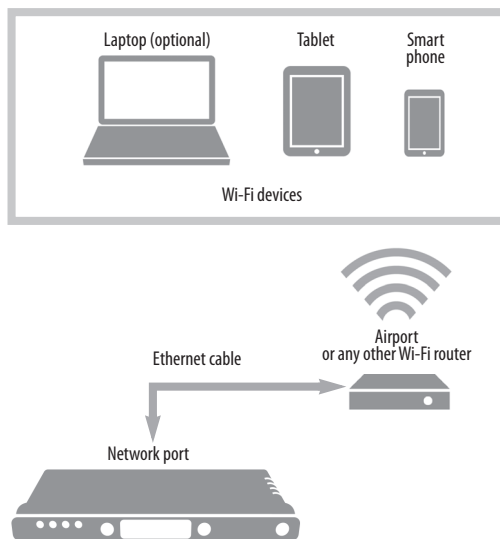 Laptop (optional)
Tablet
Smart
phone
Wi-Fi devices
Airport
or any other Wi-Fi router
Ethernet cable
Network port